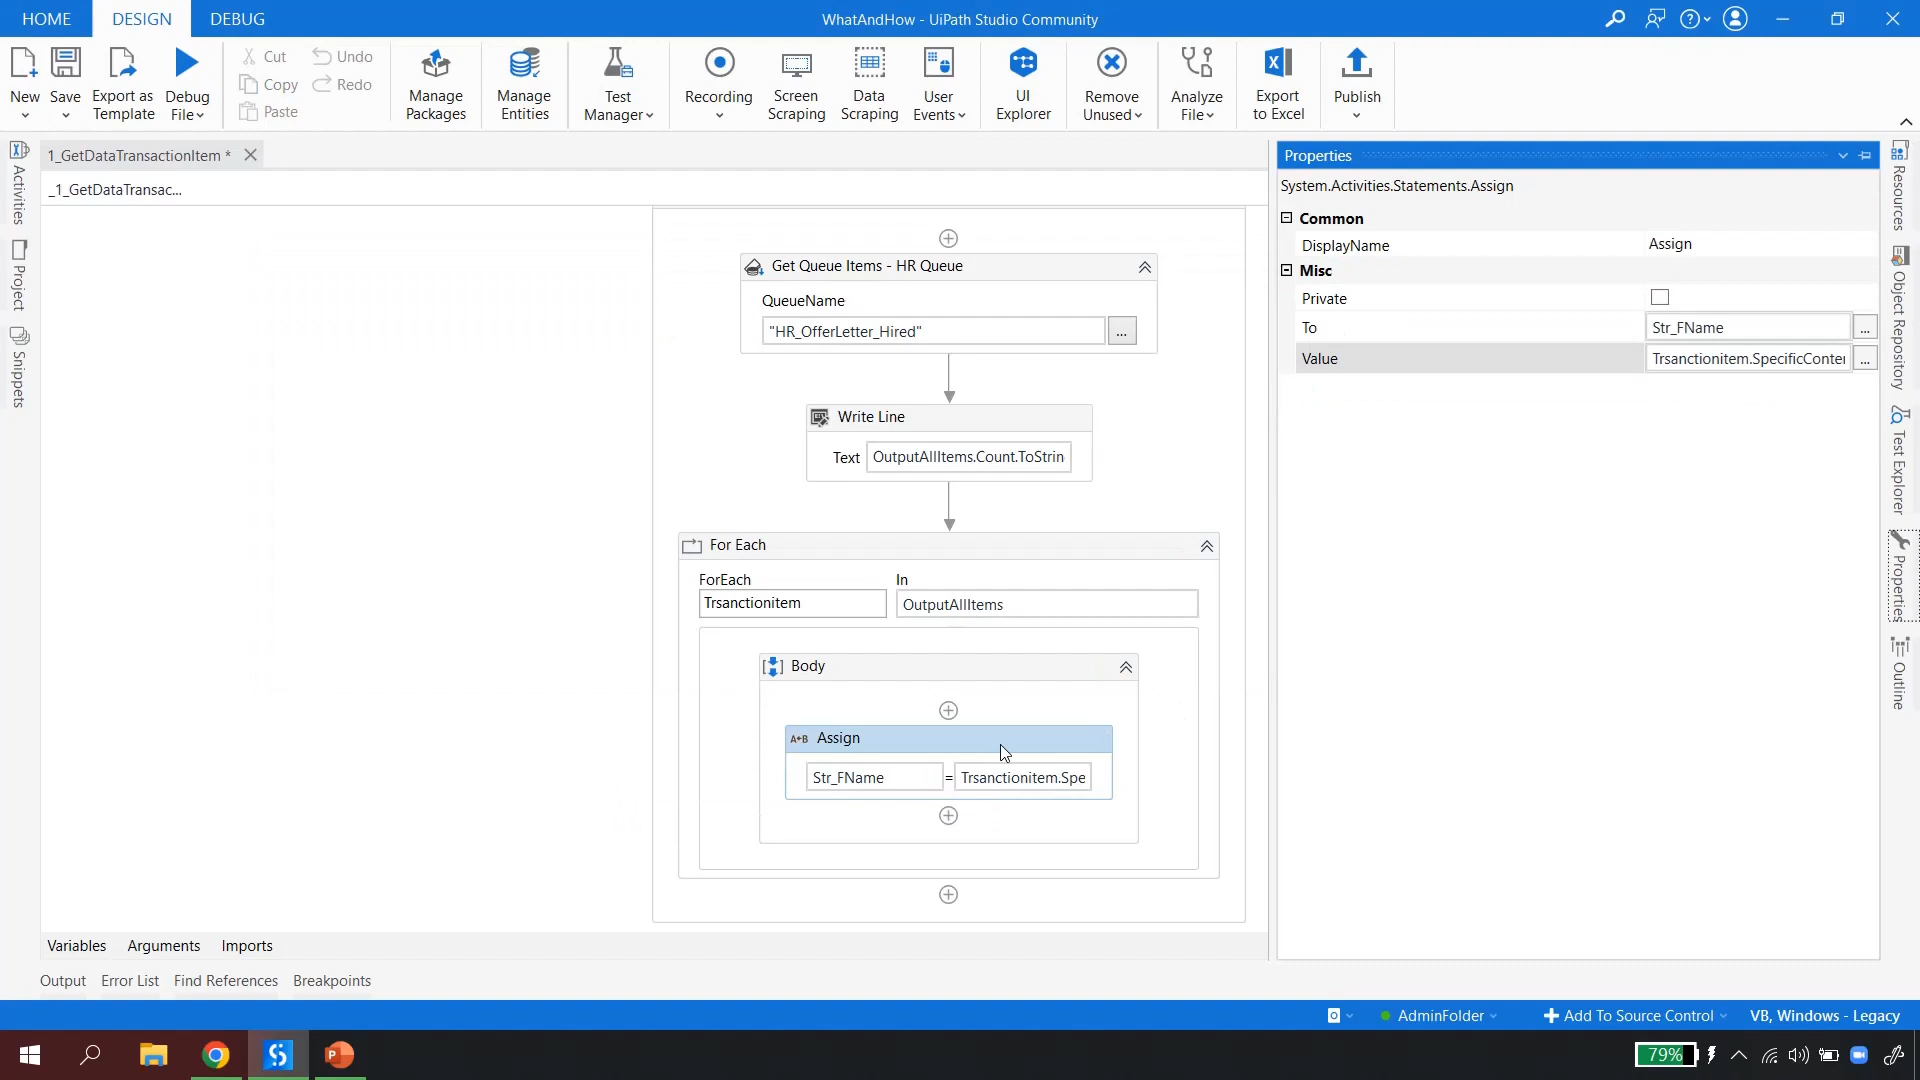 HOME DESIGN DEBUG WhatAndHow - UiPath Studio Community
New Save Export as Template Debug File Cut Copy Paste Undo Redo Manage Packages Manage Entities Test Manager Recording Screen Scraping Data Scraping User Events UI Explorer Remove Unused Analyze File Export to Excel Publish
1_GetDataTransactionItem *
_1_GetDataTransac...
Activities
Project
Snippets
Get Queue Items - HR Queue
QueueName
"HR_OfferLetter_Hired" ...
Write Line
Text OutputAllItems.Count.ToStrin
For Each
ForEach In
Trsanctionitem OutputAllItems
Body
A+B Assign
Str_FName = Trsanctionitem.Spe
Properties
System.Activities.Statements.Assign
Common
DisplayName Assign
Misc
Private
To Str_FName ...
Value Trsanctionitem.SpecificConte ...
Resources
Object Repository
Test Explorer
Properties
Outline
Variables Arguments Imports
Output Error List Find References Breakpoints
AdminFolder Add To Source Control VB, Windows - Legacy
79%